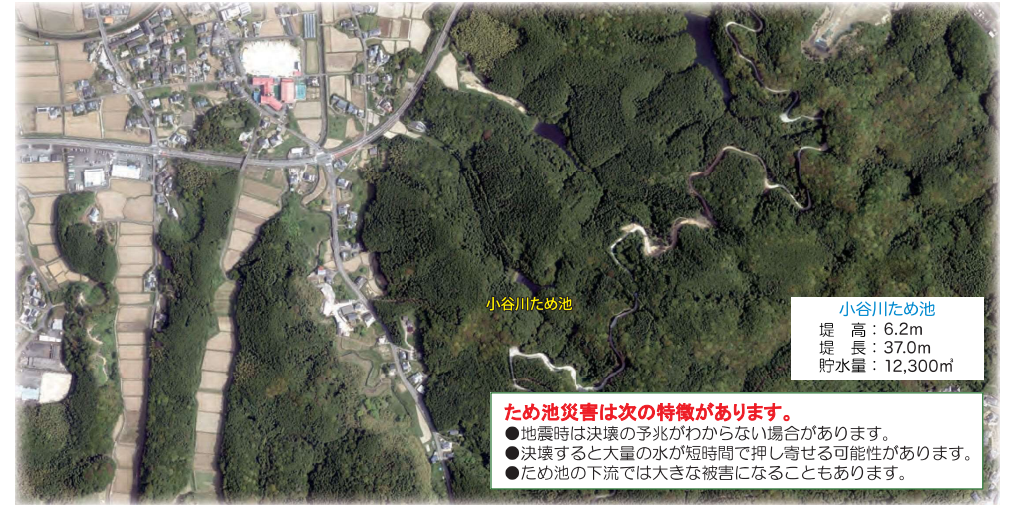 小谷川ため池
小谷川ため池
堤　高：6.2m
堤　長：37.0m
貯水量：12,300㎥
ため池災害は次の特徴があります。
●地震時は決壊の予兆がわからない場合があります。
●決壊すると大量の水が短時間で押し寄せる可能性があります。
●ため池の下流では大きな被害になることもあります。